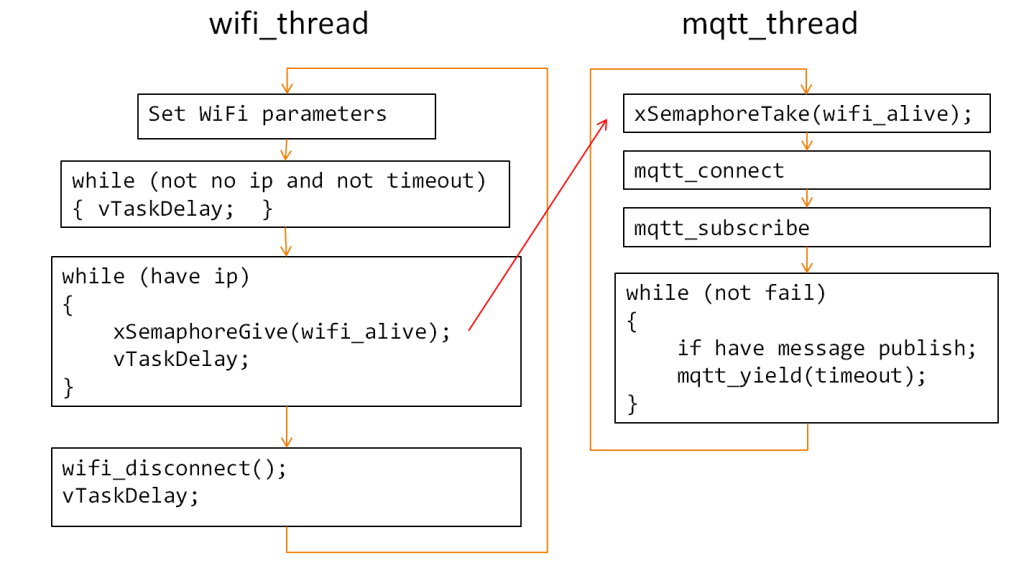 wifi_thread
Set WiFi parameters
while (not no ip and not timeout)
{ vTaskDelay;  }
while (have ip)
{
    xSemaphoreGive(wifi_alive);
    vTaskDelay;
}
wifi_disconnect();
vTaskDelay;
mqtt_thread
xSemaphoreTake(wifi_alive);
mqtt_connect
mqtt_subscribe
while (not fail)
{
    if have message publish;
    mqtt_yield(timeout);
}